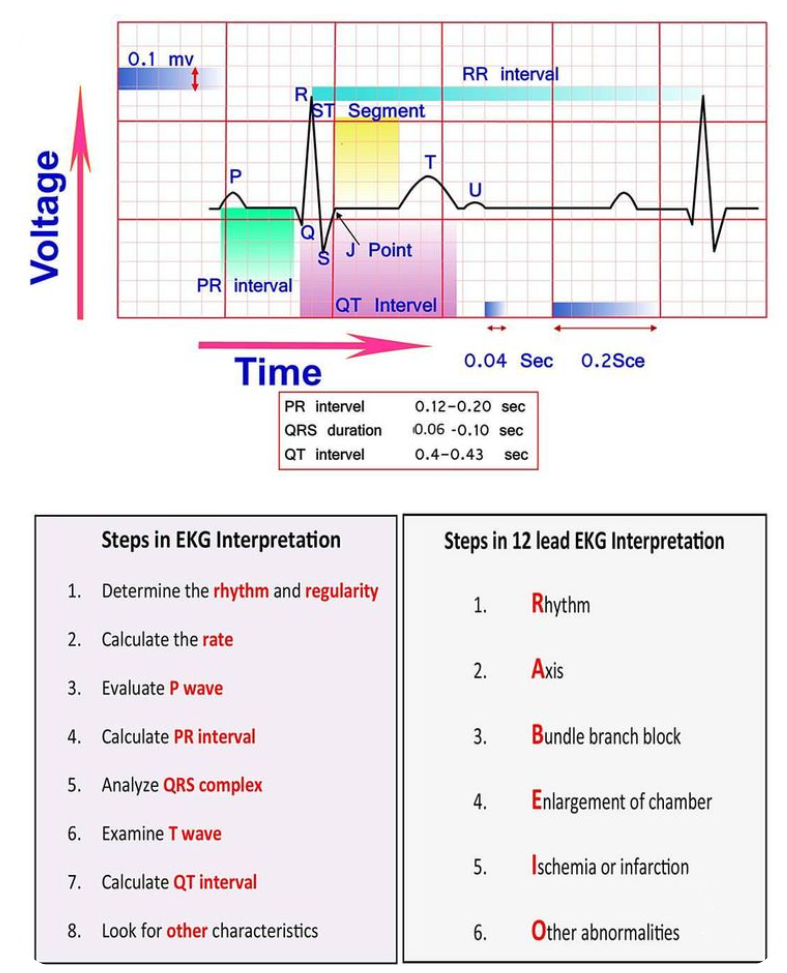 0.1 mv
RR interval
R
ST Segment
P
T
U
Q
S
J Point
PR interval
QT Intervel
Voltage
Time
0.04 Sec
0.2Sce
PR intervel 0.12-0.20 sec
QRS duration 0.06 -0.10 sec
QT intervel 0.4-0.43 sec
Steps in EKG Interpretation
1. Determine the rhythm and regularity
2. Calculate the rate
3. Evaluate P wave
4. Calculate PR interval
5. Analyze QRS complex
6. Examine T wave
7. Calculate QT interval
8. Look for other characteristics
Steps in 12 lead EKG Interpretation
1. Rhythm
2. Axis
3. Bundle branch block
4. Enlargement of chamber
5. Ischemia or infarction
6. Other abnormalities